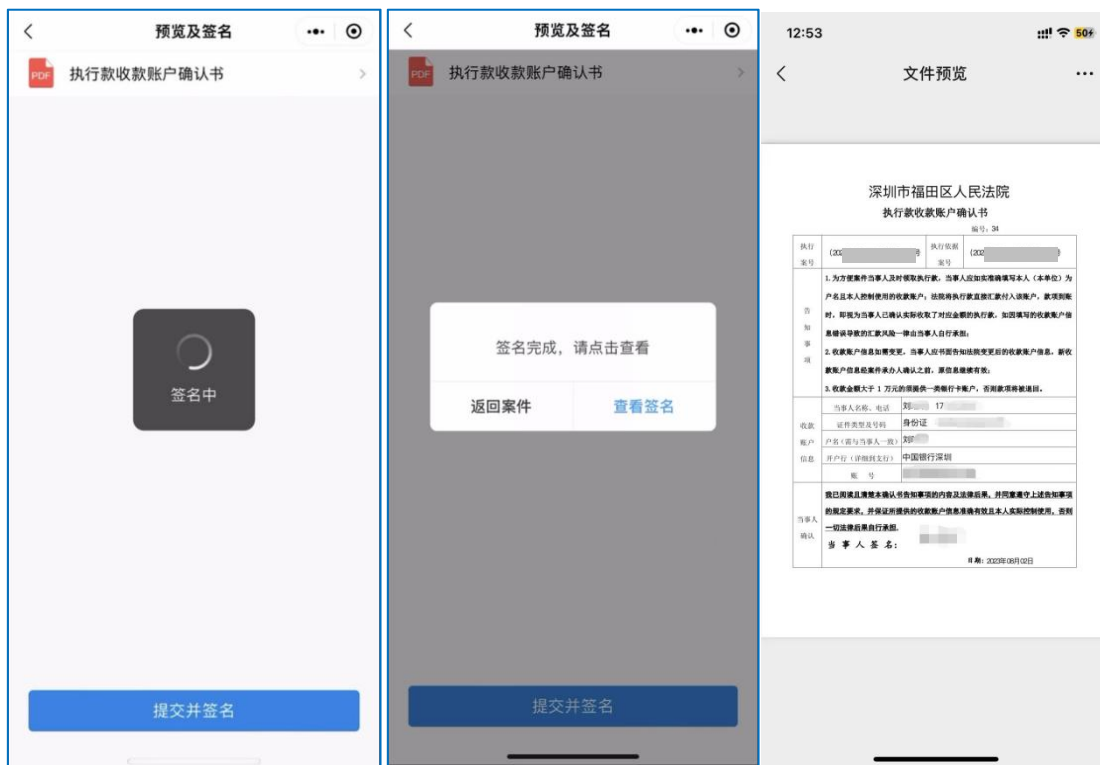 预览及签名
PDF 执行款收款账户确认书
签名中
提交并签名
预览及签名
PDF 执行款收款账户确认书
签名完成，请点击查看
返回案件 查看签名
提交并签名
12:53 50
文件预览
深圳市福田区人民法院
执行款收款账户确认书
编号：34
执行案号 (202 号 执行依据案号 (202
告知事项
1. 为方便案件当事人及时领取执行款，当事人应如实准确填写本人（本单位）为
户名且本人控制使用的收款账户；法院将执行款直接汇款付入该账户，款项到账
时，即视为当事人已确认实际收取了对应金额的执行款，如因填写的收款账户信
息错误导致的汇款风险一律由当事人自行承担；
2. 收款账户信息如需变更，当事人应书面告知法院变更后的收款账户信息，新收
款账户信息经案件承办人确认之前，原信息继续有效；
3. 收款金额大于 1 万元的须提供一类银行卡账户，否则款项将被退回。
收款账户信息
当事人名称、电话 刘 17
证件类型及号码 身份证
户名（需与当事人一致） 刘
开户行（详细到支行） 中国银行深圳
账 号
当事人确认
我已阅读且清楚本确认书告知事项的内容及法律后果，并同意遵守上述告知事项
的规定要求，并保证所提供的收款账户信息准确有效且本人实际控制使用，否则
一切法律后果自行承担。
当事人签名：
日期：2023年08月02日